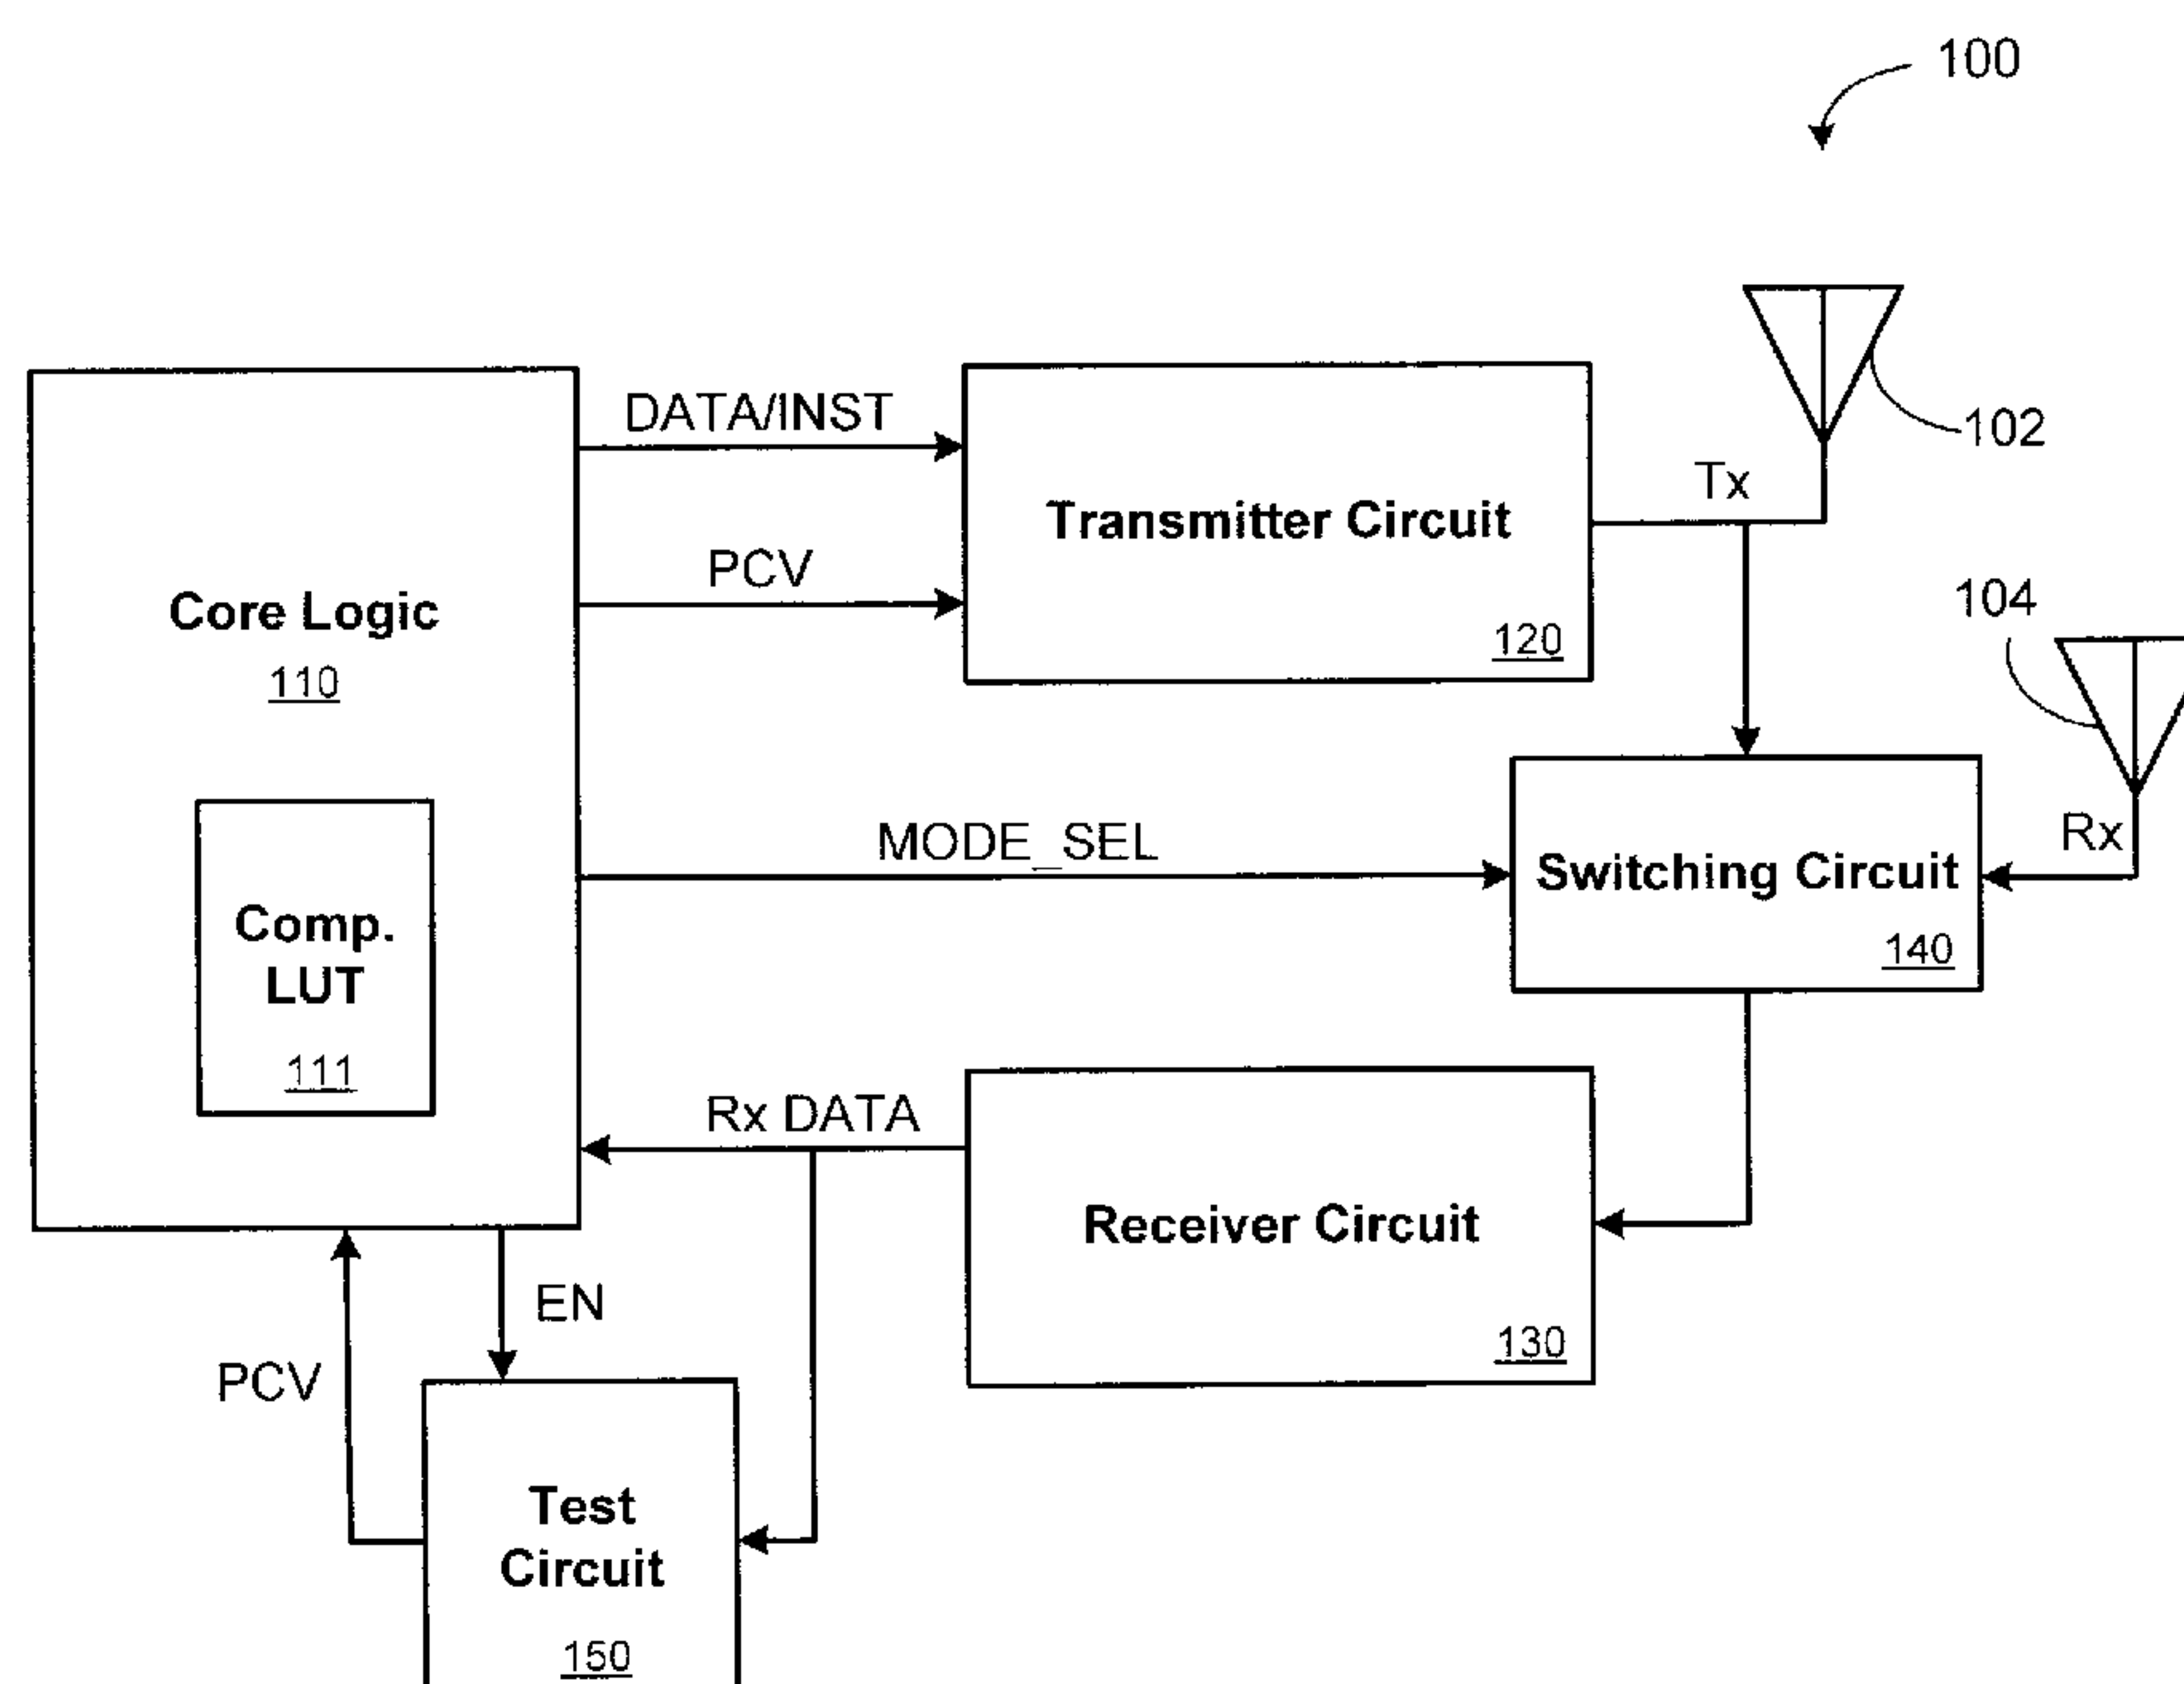 100
102
DATA/INST
Tx
Transmitter Circuit
PCV
104
Core Logic
120
110
MODE_SEL
Rx
Switching Circuit
Comp.
LUT
140
111
Rx DATA
Receiver Circuit
EN
130
PCV
Test
Circuit
150